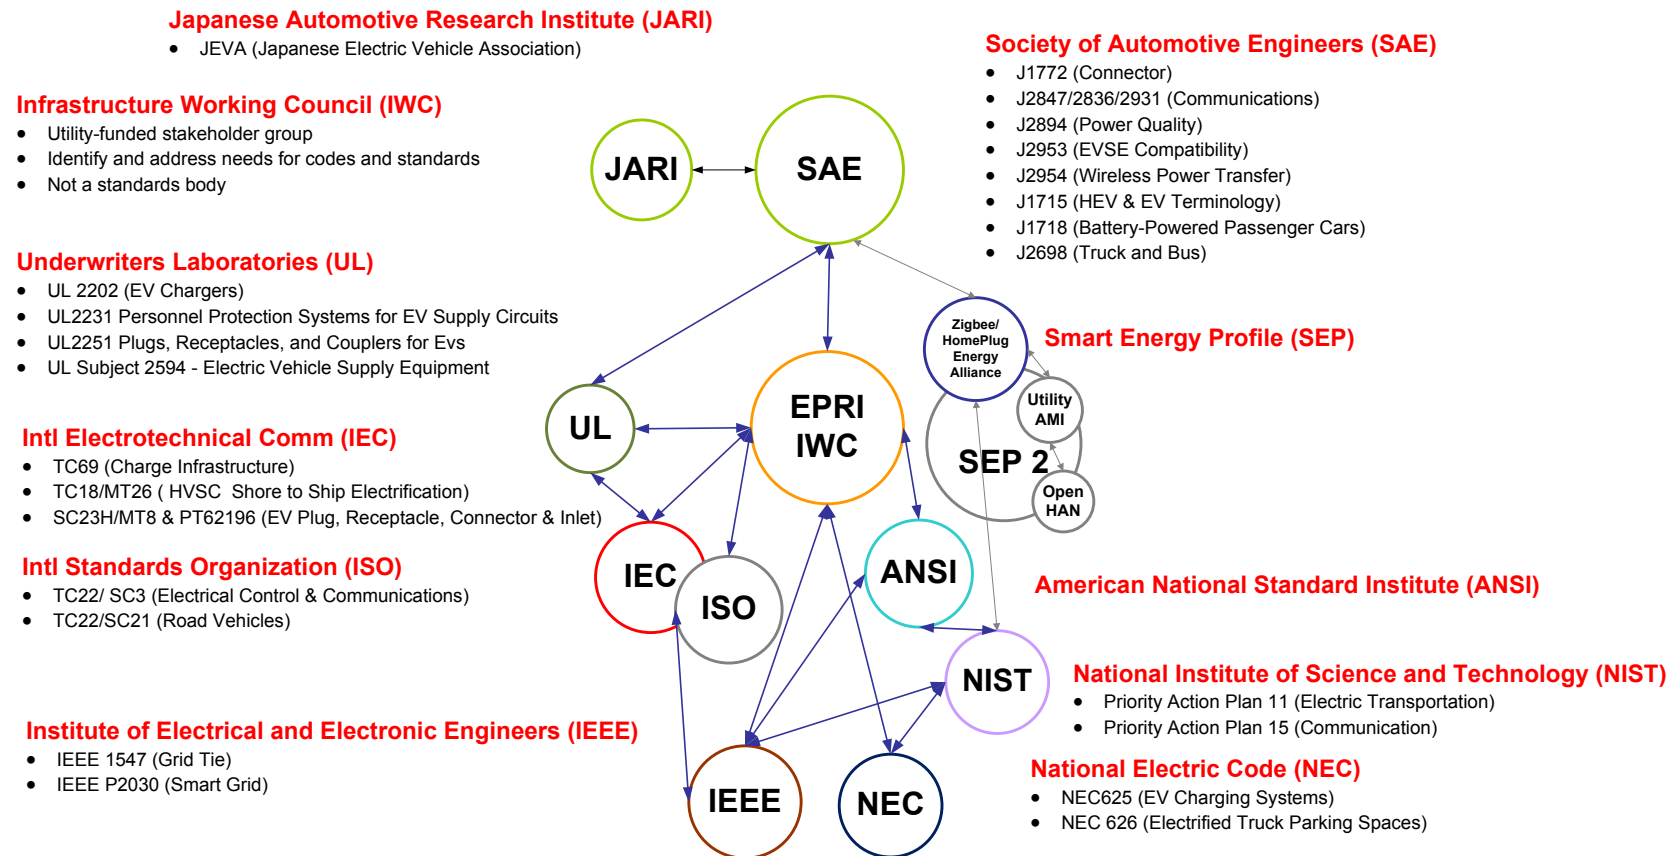 Japanese Automotive Research Institute (JARI)
• JEVA (Japanese Electric Vehicle Association)
Society of Automotive Engineers (SAE)
• J1772 (Connector)
• J2847/2836/2931 (Communications)
• J2894 (Power Quality)
• J2953 (EVSE Compatibility)
• J2954 (Wireless Power Transfer)
• J1715 (HEV & EV Terminology)
• J1718 (Battery-Powered Passenger Cars)
• J2698 (Truck and Bus)
Infrastructure Working Council (IWC)
• Utility-funded stakeholder group
• Identify and address needs for codes and standards
• Not a standards body
JARI
SAE
Underwriters Laboratories (UL)
• UL 2202 (EV Chargers)
• UL2231 Personnel Protection Systems for EV Supply Circuits
• UL2251 Plugs, Receptacles, and Couplers for Evs
• UL Subject 2594 - Electric Vehicle Supply Equipment
Zigbee/
HomePlug
Energy
Alliance
Smart Energy Profile (SEP)
Utility
AMI
SEP 2
Open
HAN
UL
EPRI
IWC
Intl Electrotechnical Comm (IEC)
• TC69 (Charge Infrastructure)
• TC18/MT26 ( HVSC Shore to Ship Electrification)
• SC23H/MT8 & PT62196 (EV Plug, Receptacle, Connector & Inlet)
IEC
ISO
ANSI
Intl Standards Organization (ISO)
• TC22/ SC3 (Electrical Control & Communications)
• TC22/SC21 (Road Vehicles)
American National Standard Institute (ANSI)
NIST
National Institute of Science and Technology (NIST)
• Priority Action Plan 11 (Electric Transportation)
• Priority Action Plan 15 (Communication)
Institute of Electrical and Electronic Engineers (IEEE)
• IEEE 1547 (Grid Tie)
• IEEE P2030 (Smart Grid)
IEEE
NEC
National Electric Code (NEC)
• NEC625 (EV Charging Systems)
• NEC 626 (Electrified Truck Parking Spaces)